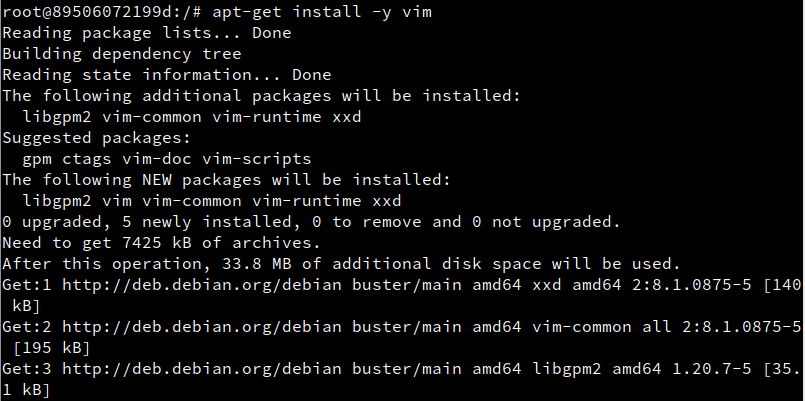 root@89506072199d:/# apt-get install -y vim
Reading package lists... Done
Building dependency tree
Reading state information... Done
The following additional packages will be installed:
  libgpm2 vim-common vim-runtime xxd
Suggested packages:
  gpm ctags vim-doc vim-scripts
The following NEW packages will be installed:
  libgpm2 vim vim-common vim-runtime xxd
0 upgraded, 5 newly installed, 0 to remove and 0 not upgraded.
Need to get 7425 kB of archives.
After this operation, 33.8 MB of additional disk space will be used.
Get:1 http://deb.debian.org/debian buster/main amd64 xxd amd64 2:8.1.0875-5 [140
 kB]
Get:2 http://deb.debian.org/debian buster/main amd64 vim-common all 2:8.1.0875-5
 [195 kB]
Get:3 http://deb.debian.org/debian buster/main amd64 libgpm2 amd64 1.20.7-5 [35.
1 kB]